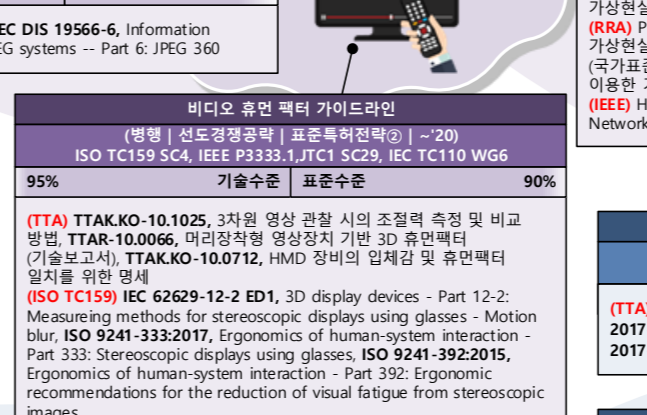 EC DIS 19566-6, Information
EG systems -- Part 6: JPEG 360
가상현실
(RRA) P
가상현실
(국가표준
이용한
(IEEE) H
Network
비디오 휴먼 팩터 가이드라인
(병행 | 선도경쟁공략 | 표준특허전략② | ~'20)
ISO TC159 SC4, IEEE P3333.1,JTC1 SC29, IEC TC110 WG6
95% 기술수준 표준수준 90%
(TTA) TTAK.KO-10.1025, 3차원 영상 관찰 시의 조절력 측정 및 비교
방법, TTAR-10.0066, 머리장착형 영상장치 기반 3D 휴먼팩터
(기술보고서), TTAK.KO-10.0712, HMD 장비의 입체감 및 휴먼팩터
일치를 위한 명세
(ISO TC159) IEC 62629-12-2 ED1, 3D display devices - Part 12-2:
Measureing methods for stereoscopic displays using glasses - Motion
blur, ISO 9241-333:2017, Ergonomics of human-system interaction -
Part 333: Stereoscopic displays using glasses, ISO 9241-392:2015,
Ergonomics of human-system interaction - Part 392: Ergonomic
recommendations for the reduction of visual fatigue from stereoscopic
images
(TTA)
2017
2017